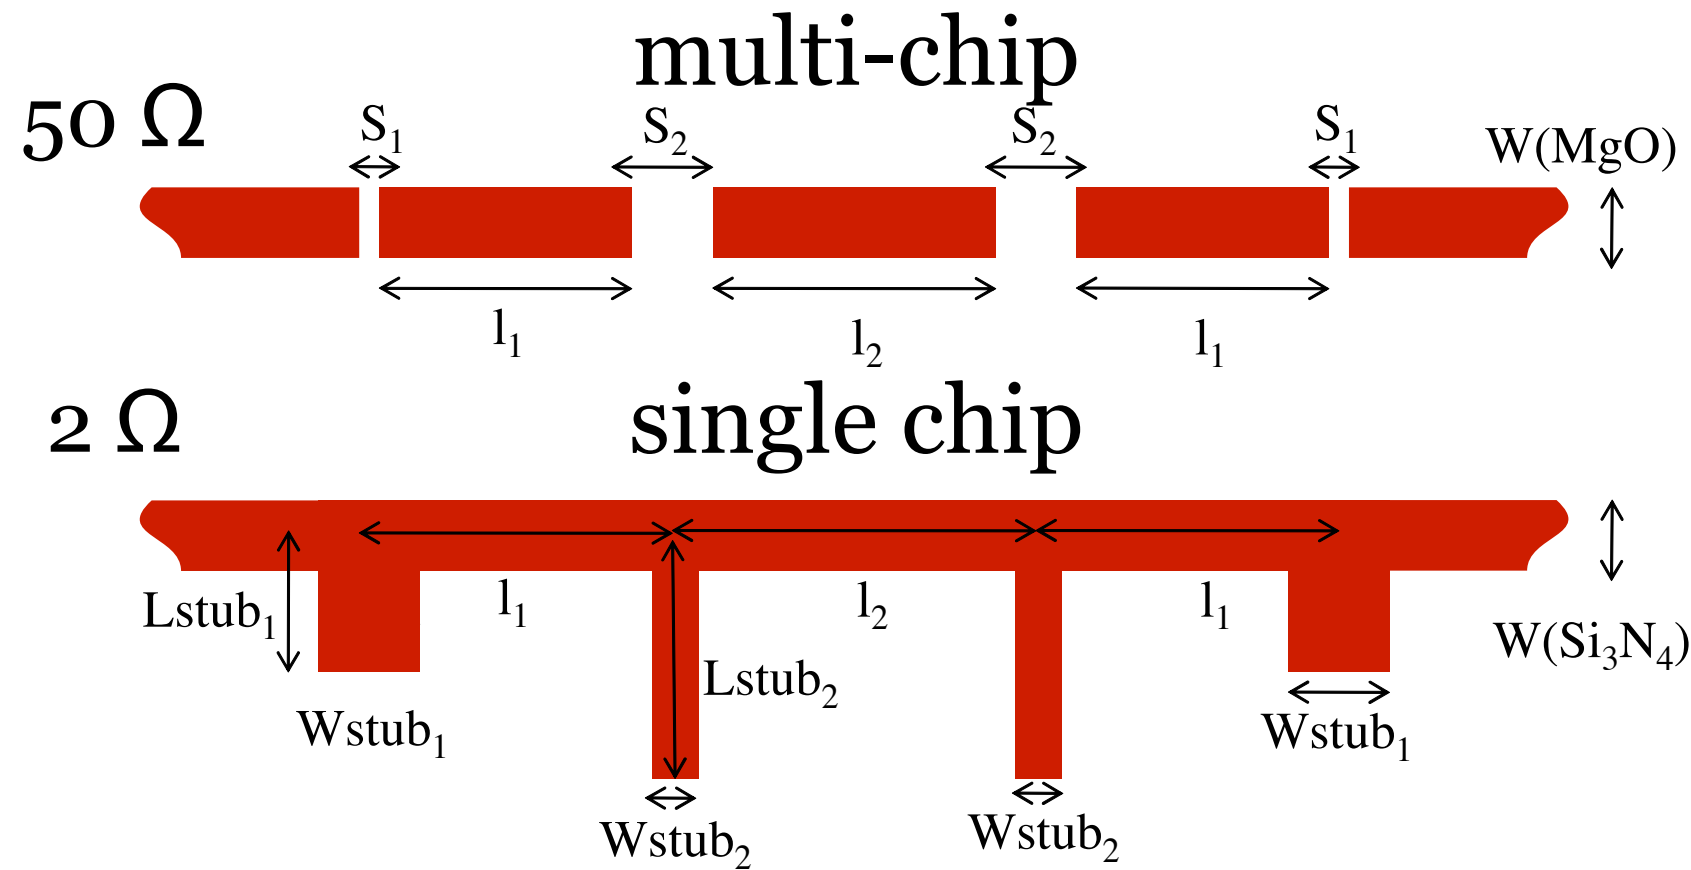 multi-chip
50 Ω
S₁ S₂ S₂ S₁
W(MgO)
l₁ l₂ l₁
2 Ω
single chip
Lstub₁ l₁ l₂ l₁
W(Si₃N₄)
Lstub₂
Wstub₁ Wstub₁
Wstub₂ Wstub₂